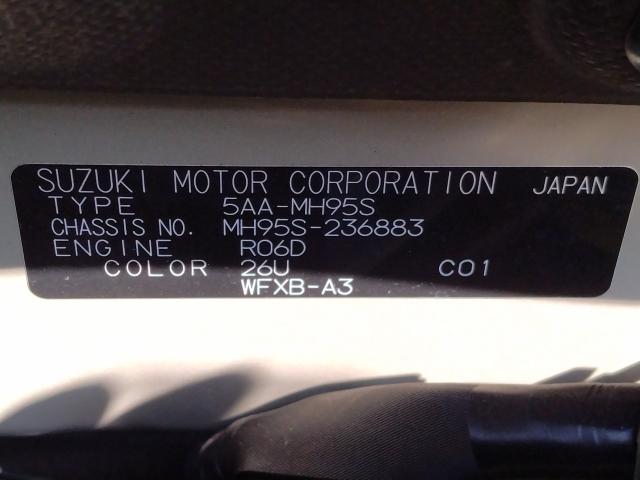 SUZUKI MOTOR CORPORATION JAPAN
TYPE 5AA-MH95S
CHASSIS NO. MH95S-236883
ENGINE R06D
COLOR 26U C01
WFXB-A3